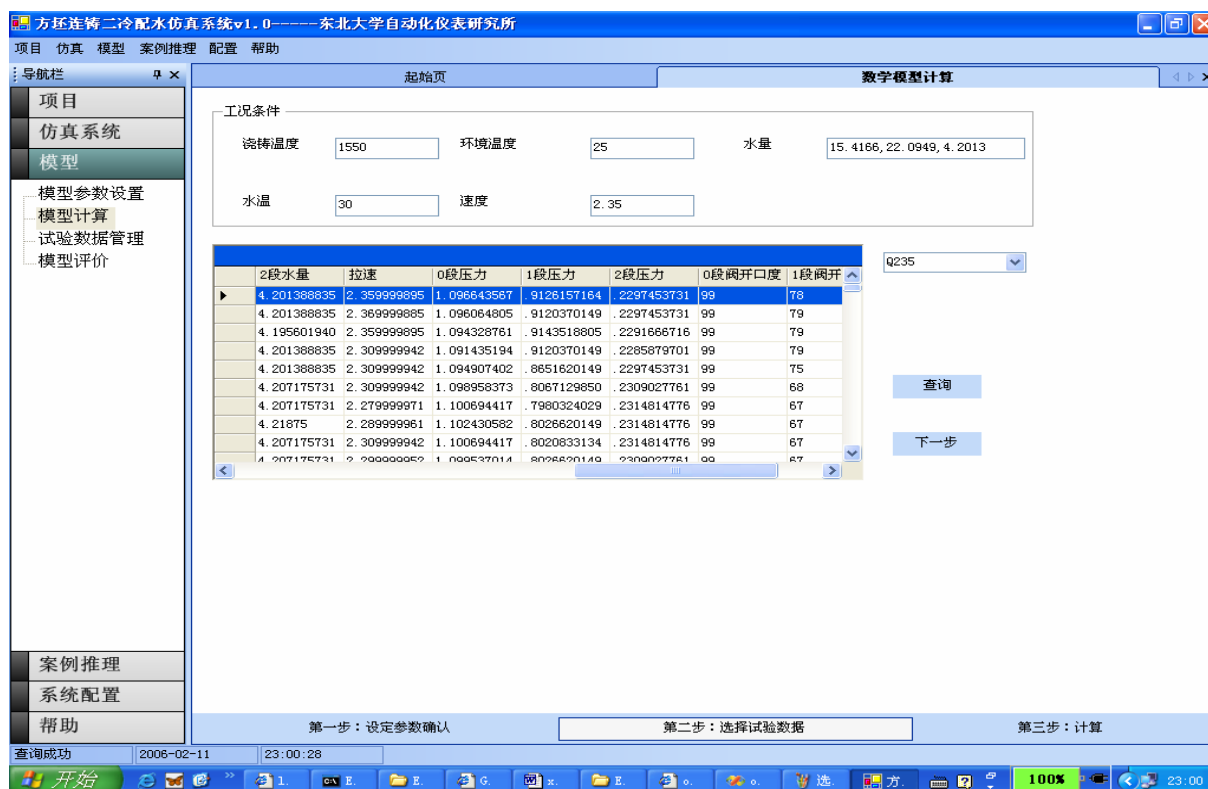 方坯连铸二冷配水仿真系统v1.0-----东北大学自动化仪表研究所
项目 仿真 模型 案例推理 配置 帮助
导航栏
起始页
数学模型计算
项目
仿真系统
模型
模型参数设置
模型计算
试验数据管理
模型评价
工况条件
浇铸温度 1550 环境温度 25 水量 15.4166,22.0949,4.2013
水温 30 速度 2.35
Q235
2段水量 拉速 0段压力 1段压力 2段压力 0段阀开口度 1段阀开
4.201388835 2.359999895 1.096643567 .9126157164 .2297453731 99 78
4.201388835 2.369999885 1.096064805 .9120370149 .2297453731 99 79
4.195601940 2.359999895 1.094328761 .9143518805 .2291666716 99 79
4.201388835 2.309999942 1.091435194 .9120370149 .2285879701 99 79
4.201388835 2.309999942 1.094907402 .8651620149 .2297453731 99 75
4.207175731 2.309999942 1.098958373 .8067129850 .2309027761 99 68
4.207175731 2.279999971 1.100694417 .7980324029 .2314814776 99 67
4.21875 2.289999961 1.102430582 .8026620149 .2314814776 99 67
4.207175731 2.309999942 1.100694417 .8020833134 .2314814776 99 67
4.207175731 2.299999952 1.099537014 .8026620149 .2309027761 99 67
查询
下一步
案例推理
系统配置
帮助
第一步：设定参数确认
第二步：选择试验数据
第三步：计算
查询成功 2006-02-11 23:00:28
开始 1. E. E. G. x. E. o. o. 选. 方. 100% 23:00